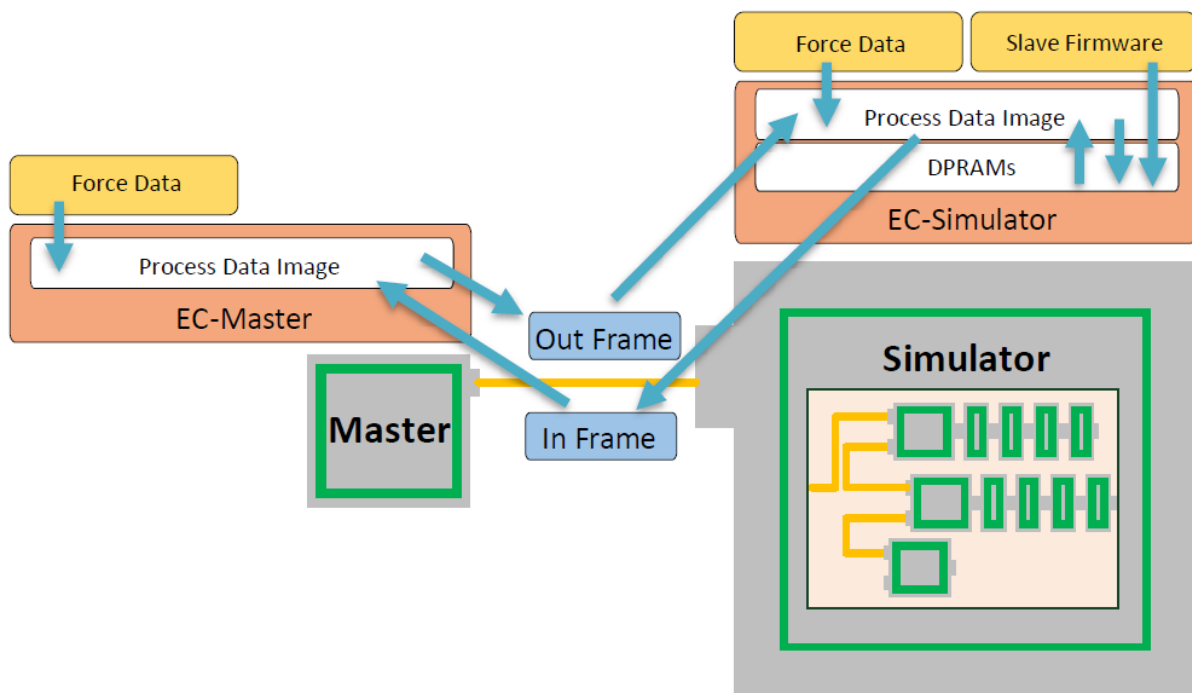 Force Data
Slave Firmware
Process Data Image
DPRAMs
EC-Simulator
Force Data
Process Data Image
EC-Master
Out Frame
In Frame
Master
Simulator